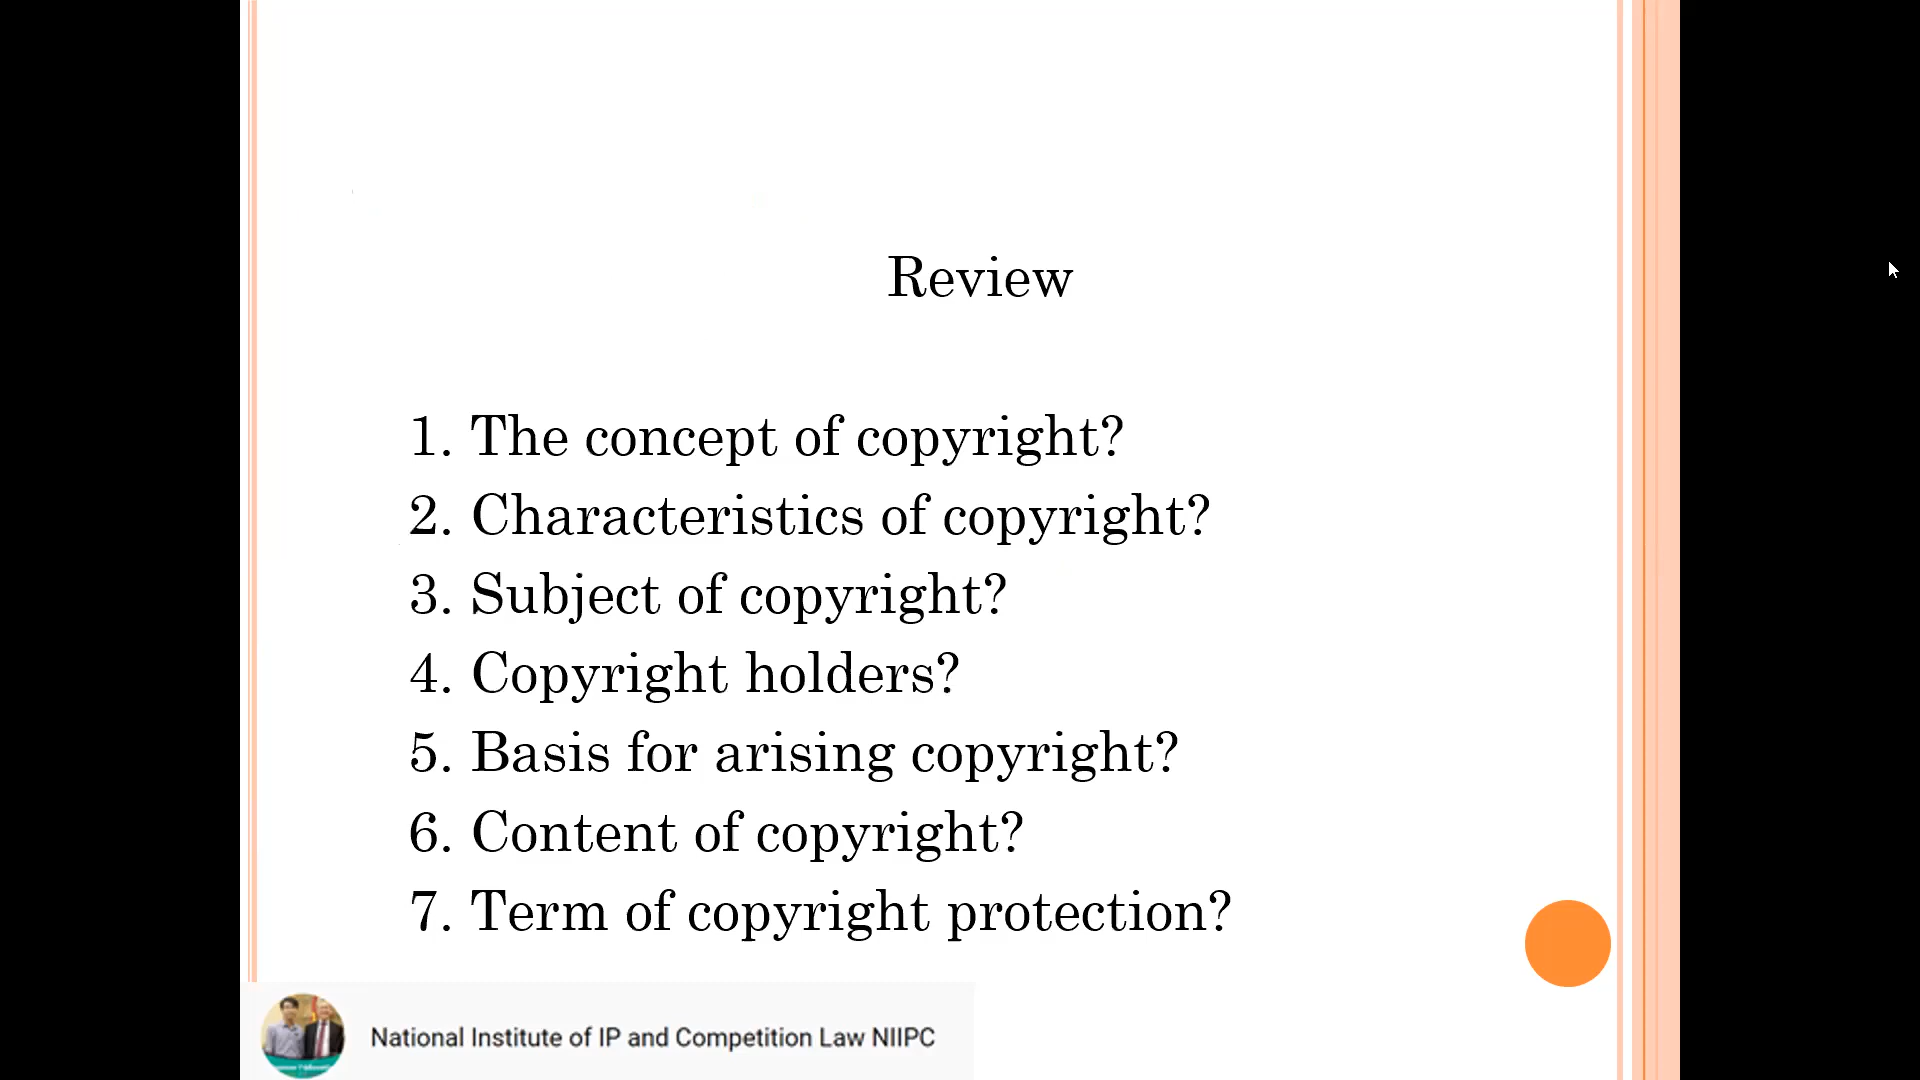 Review
1. The concept of copyright?
2. Characteristics of copyright?
3. Subject of copyright?
4. Copyright holders?
5. Basis for arising copyright?
6. Content of copyright?
7. Term of copyright protection?
National Institute of IP and Competition Law NIIPC